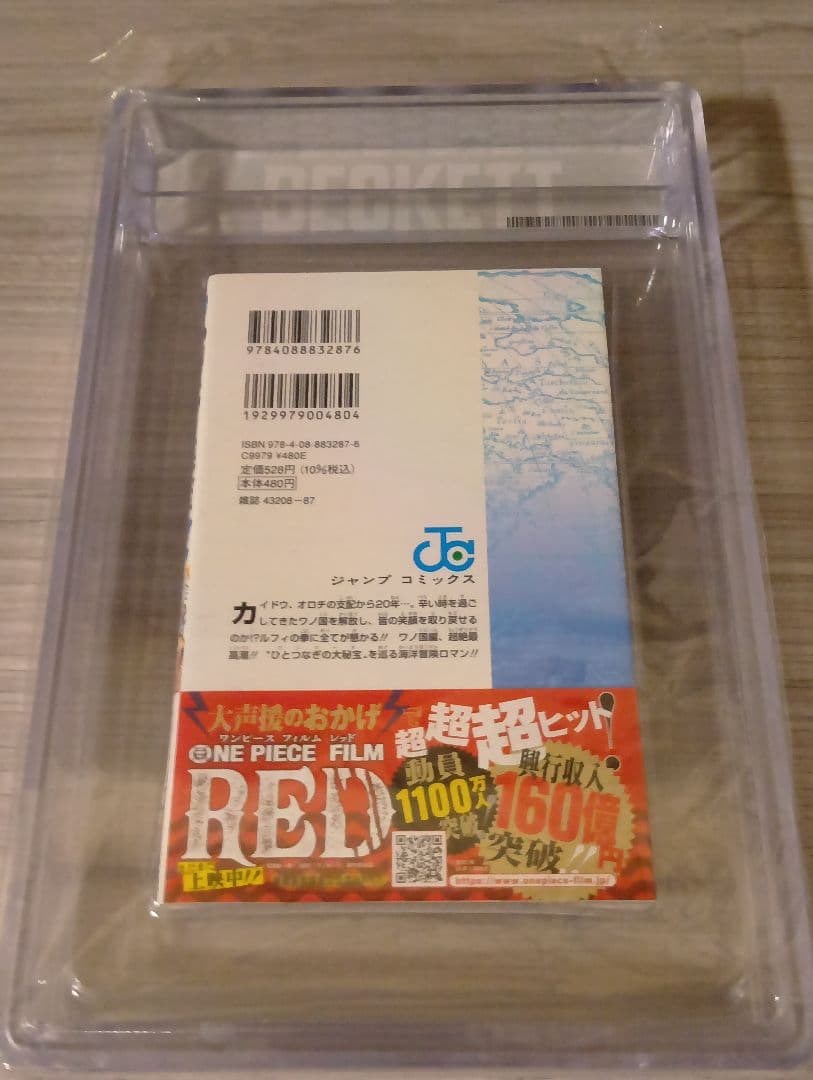 BECKETT
9784088832876
1929979004804
ISBN 978-4-08-883287-6
C9979 ¥480E
定価528円(10%税込)
本体480円
雑誌 43208-87
JC
ジャンプ コミックス
カイドウ、オロチの支配から20年…。辛い時を過ご
してきたワノ国を解放し、皆の笑顔を取り戻せる
のか!?ルフィの拳に全てが懸かる!! ワノ国編、超絶最
高潮!! “ひとつなぎの大秘宝”を巡る海洋冒険ロマン!!
大声援のおかげで
超超超ヒット!
ワンピース フィルム レッド
ONE PIECE FILM
RED
動員
1100万人
突破
興行収入
160億円
突破!!
上映中!!
https://www.onepiece-film.jp/